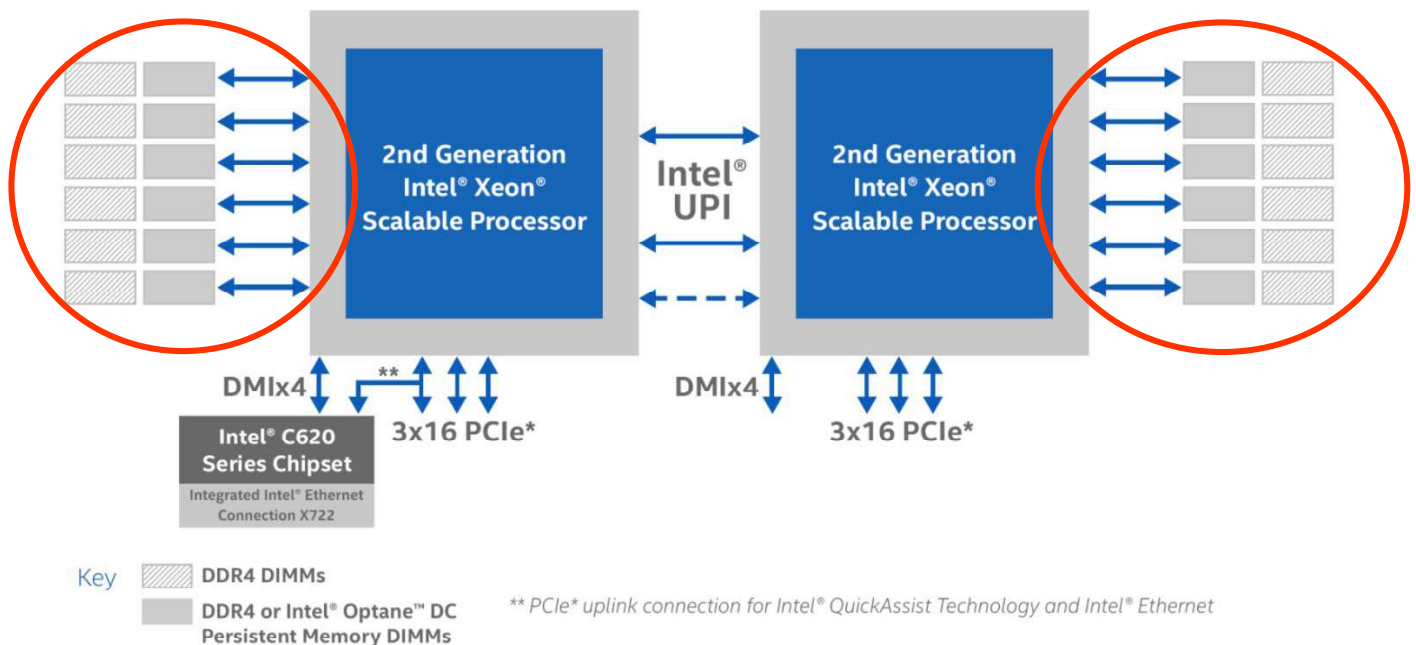 2nd Generation
Intel® Xeon®
Scalable Processor
Intel®
UPI
2nd Generation
Intel® Xeon®
Scalable Processor
DMIx4
**
3x16 PCIe*
DMIx4
3x16 PCIe*
Intel® C620
Series Chipset
Integrated Intel® Ethernet
Connection X722
Key
DDR4 DIMMs
DDR4 or Intel® Optane™ DC
Persistent Memory DIMMs
** PCIe* uplink connection for Intel® QuickAssist Technology and Intel® Ethernet